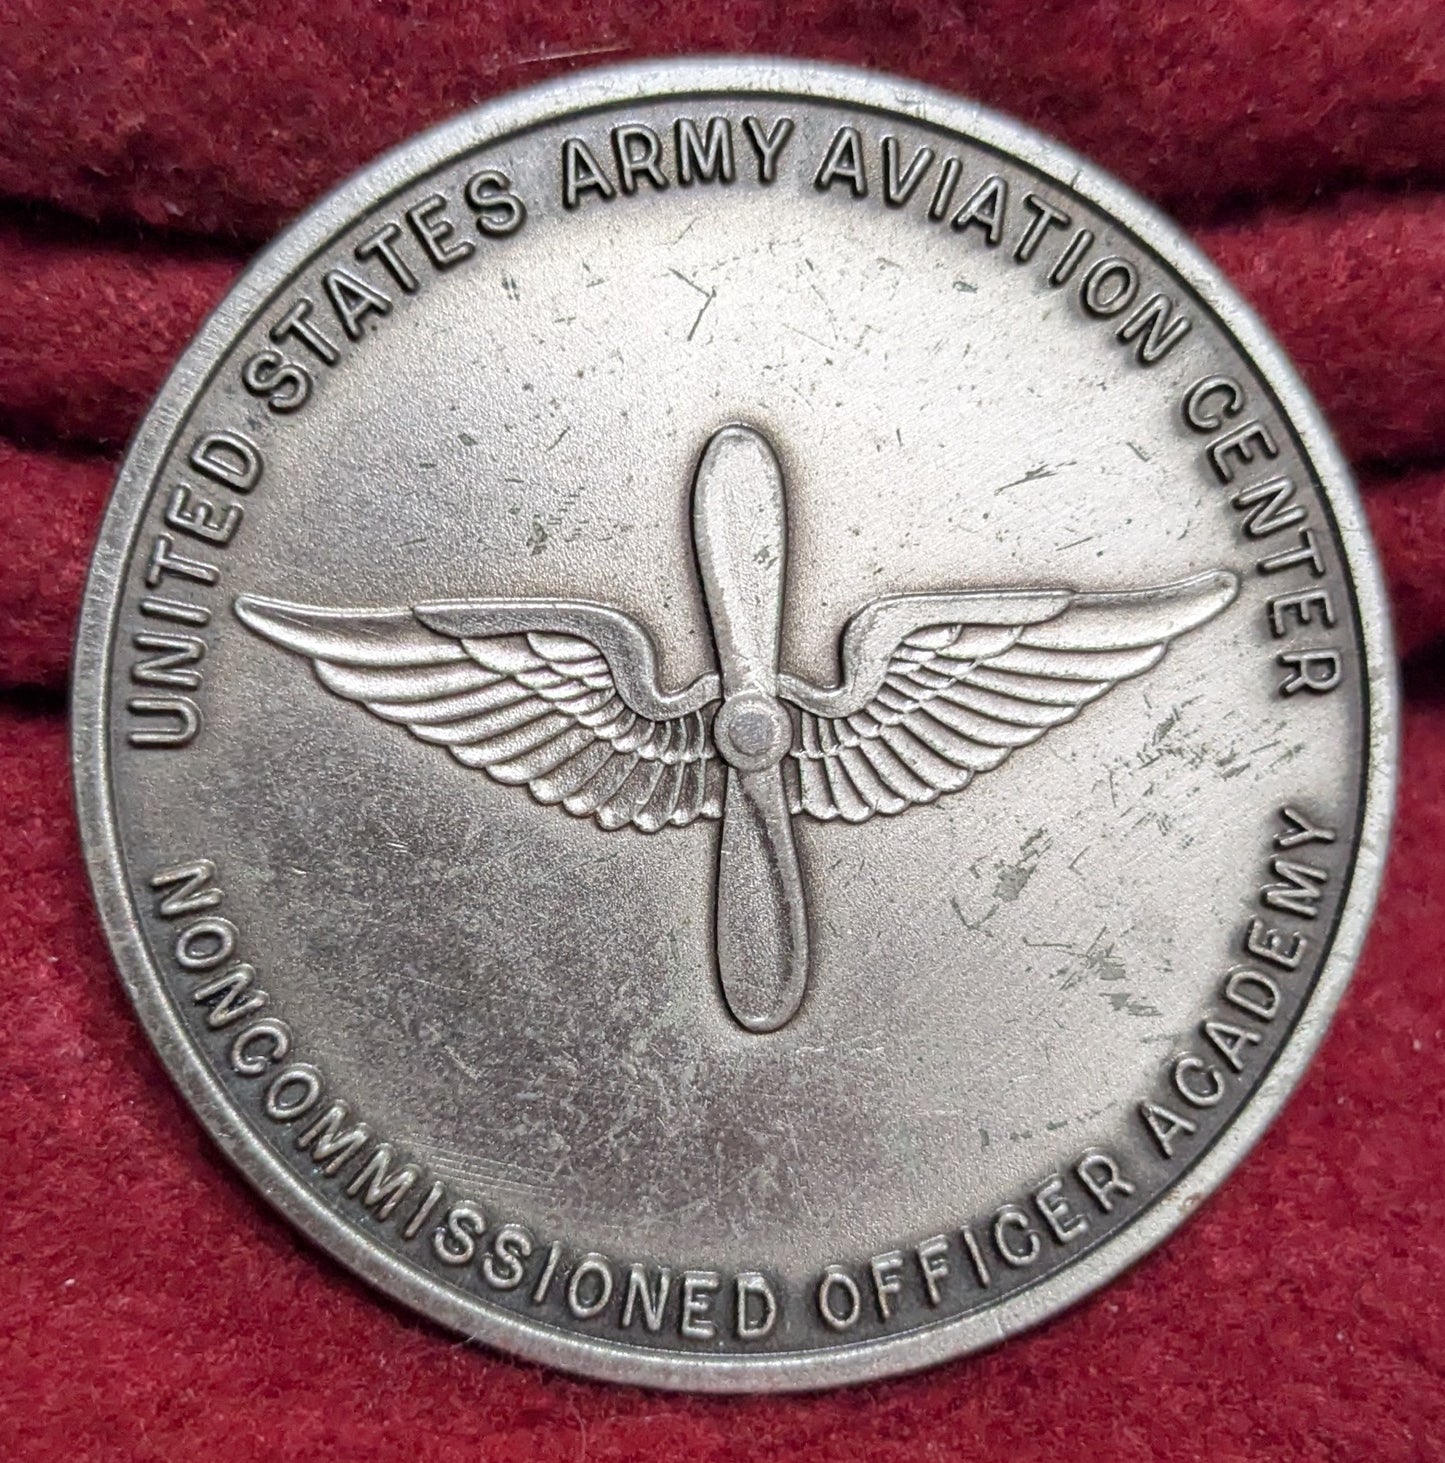 UNITED STATES ARMY AVIATION CENTER
NONCOMMISSIONED OFFICER ACADEMY